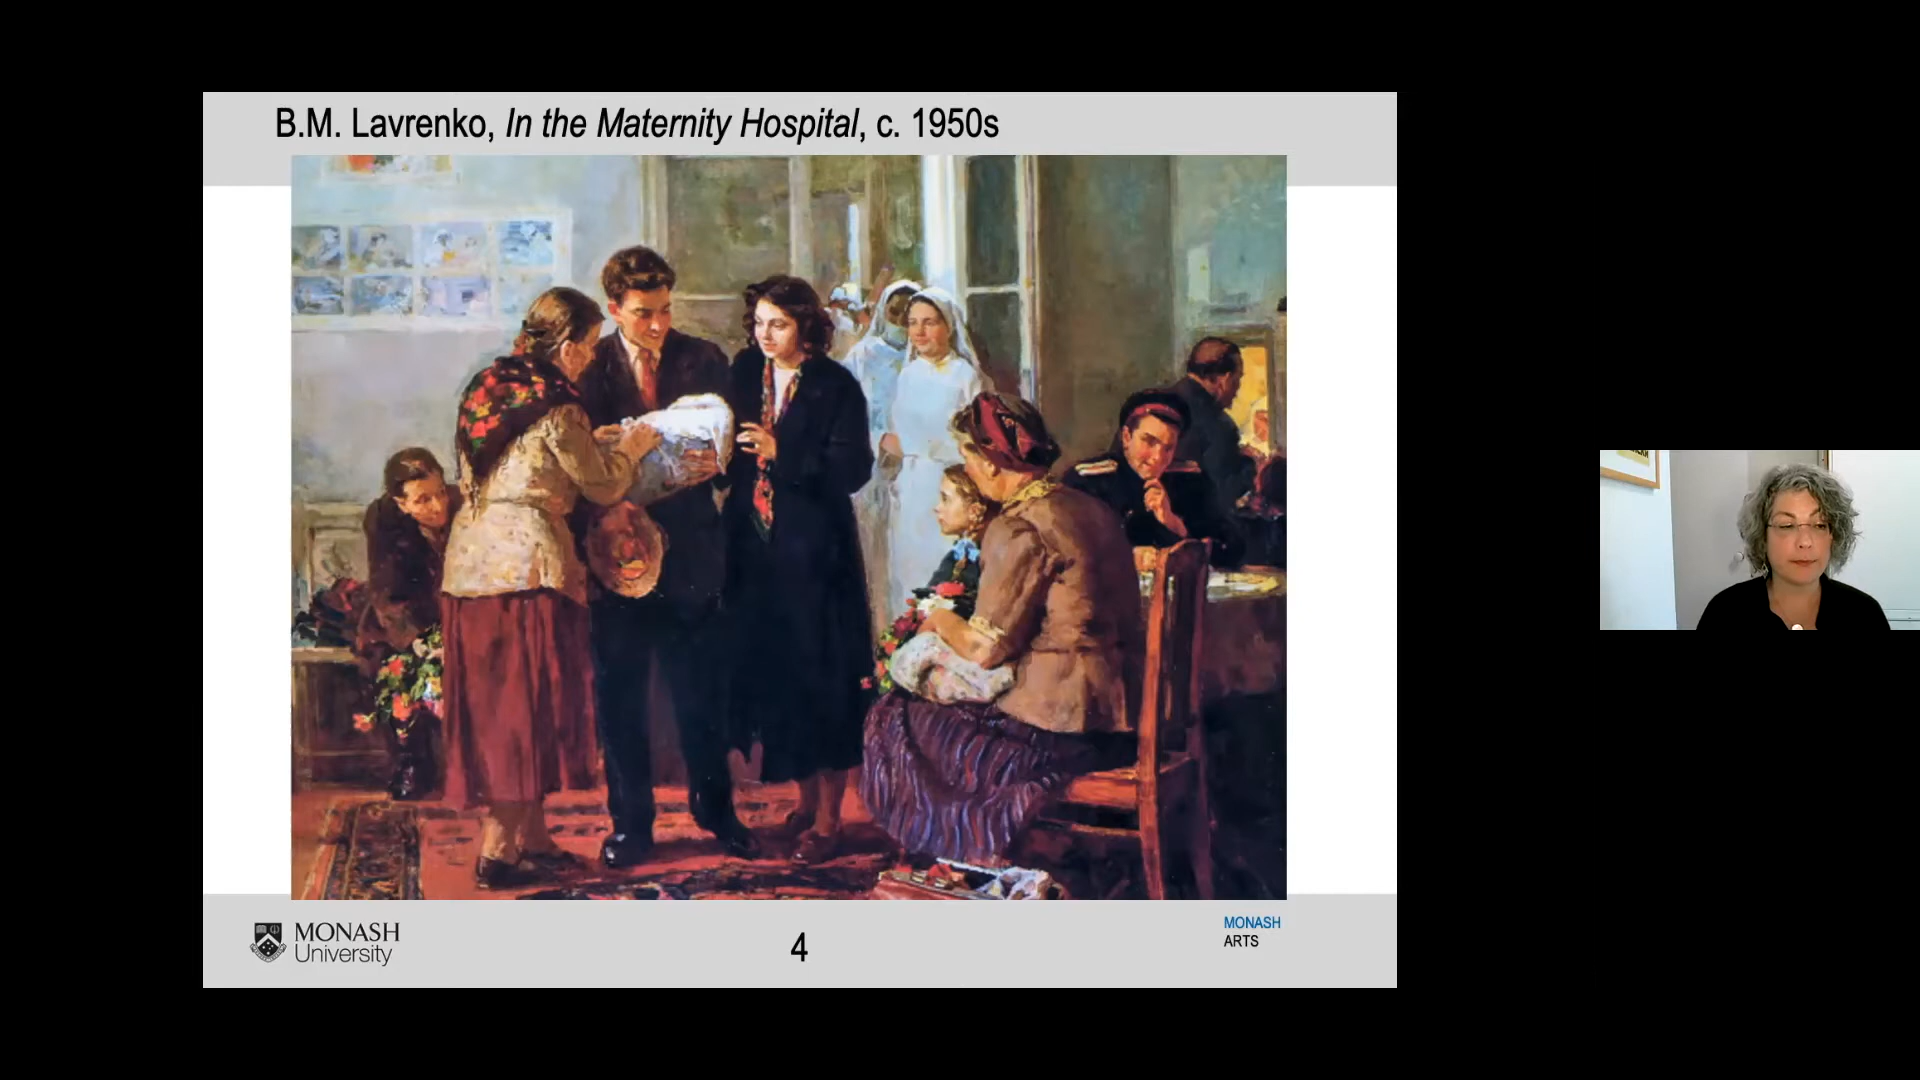 B.M. Lavrenko, In the Maternity Hospital, c. 1950s
MONASH
University
4
MONASH
ARTS